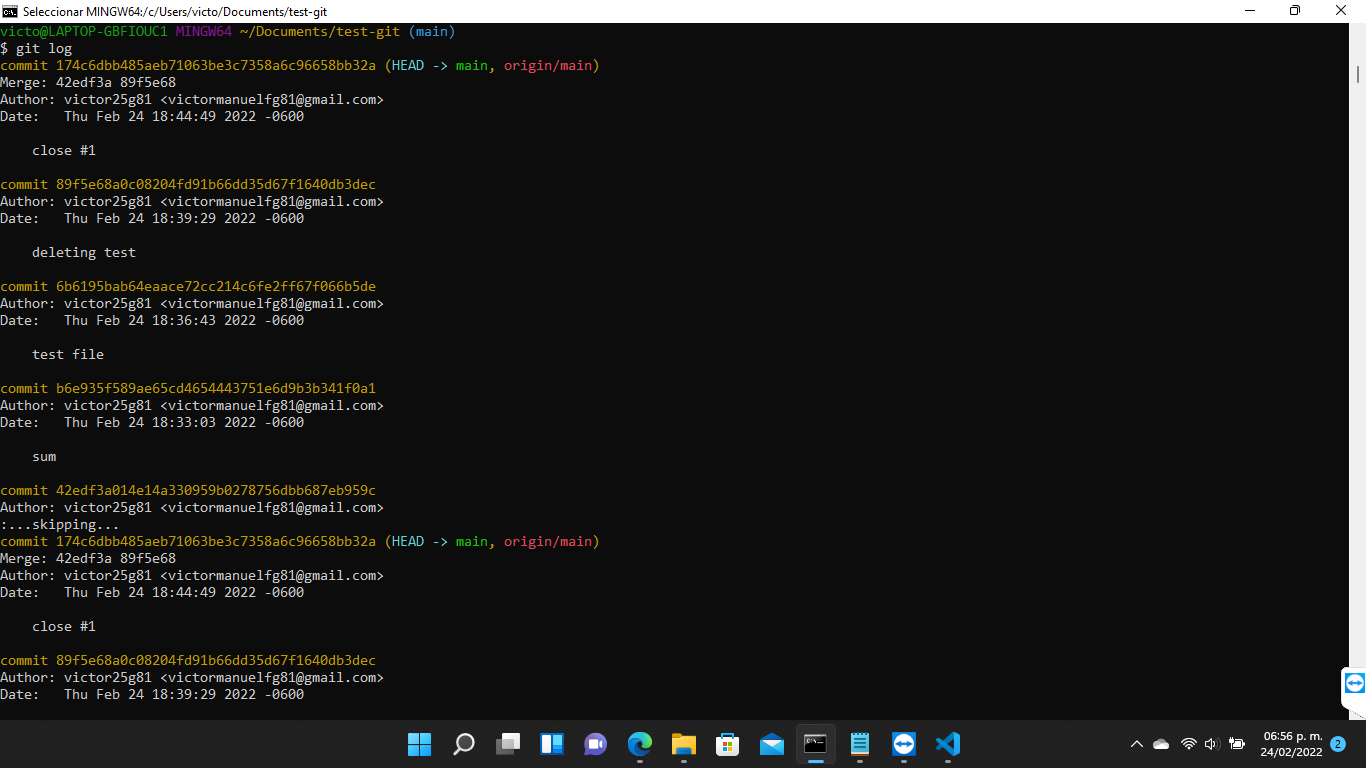 Seleccionar MINGW64:/c/Users/victo/Documents/test-git
victo@LAPTOP-GBFIOUC1 MINGW64 ~/Documents/test-git (main)
$ git log
commit 174c6dbb485aeb71063be3c7358a6c96658bb32a (HEAD -> main, origin/main)
Merge: 42edf3a 89f5e68
Author: victor25g81 <victormanuelfg81@gmail.com>
Date:   Thu Feb 24 18:44:49 2022 -0600
close #1
commit 89f5e68a0c08204fd91b66dd35d67f1640db3dec
Author: victor25g81 <victormanuelfg81@gmail.com>
Date:   Thu Feb 24 18:39:29 2022 -0600
deleting test
commit 6b6195bab64eaace72cc214c6fe2ff67f066b5de
Author: victor25g81 <victormanuelfg81@gmail.com>
Date:   Thu Feb 24 18:36:43 2022 -0600
test file
commit b6e935f589ae65cd4654443751e6d9b3b341f0a1
Author: victor25g81 <victormanuelfg81@gmail.com>
Date:   Thu Feb 24 18:33:03 2022 -0600
sum
commit 42edf3a014e14a330959b0278756dbb687eb959c
Author: victor25g81 <victormanuelfg81@gmail.com>
:...skipping...
commit 174c6dbb485aeb71063be3c7358a6c96658bb32a (HEAD -> main, origin/main)
Merge: 42edf3a 89f5e68
Author: victor25g81 <victormanuelfg81@gmail.com>
Date:   Thu Feb 24 18:44:49 2022 -0600
close #1
commit 89f5e68a0c08204fd91b66dd35d67f1640db3dec
Author: victor25g81 <victormanuelfg81@gmail.com>
Date:   Thu Feb 24 18:39:29 2022 -0600
06:56 p. m.
24/02/2022
2